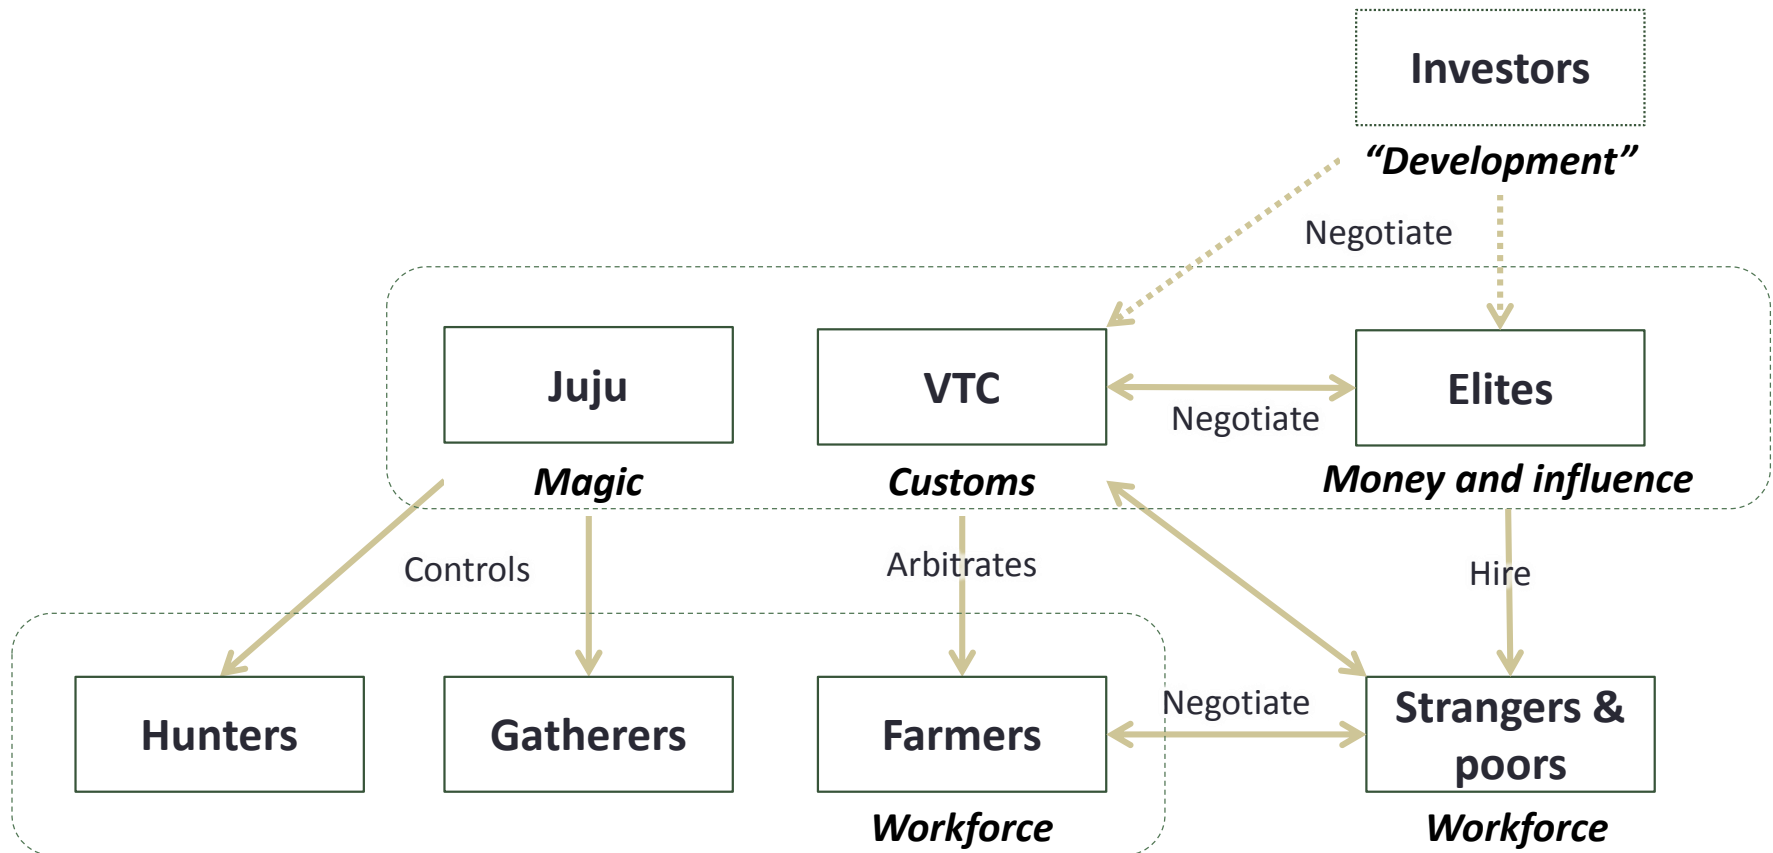 Investors
“Development”
Negotiate
Juju
VTC
Elites
Negotiate
Magic
Customs
Money and influence
Controls
Arbitrates
Hire
Hunters
Gatherers
Farmers
Negotiate
Strangers &
poors
Workforce
Workforce